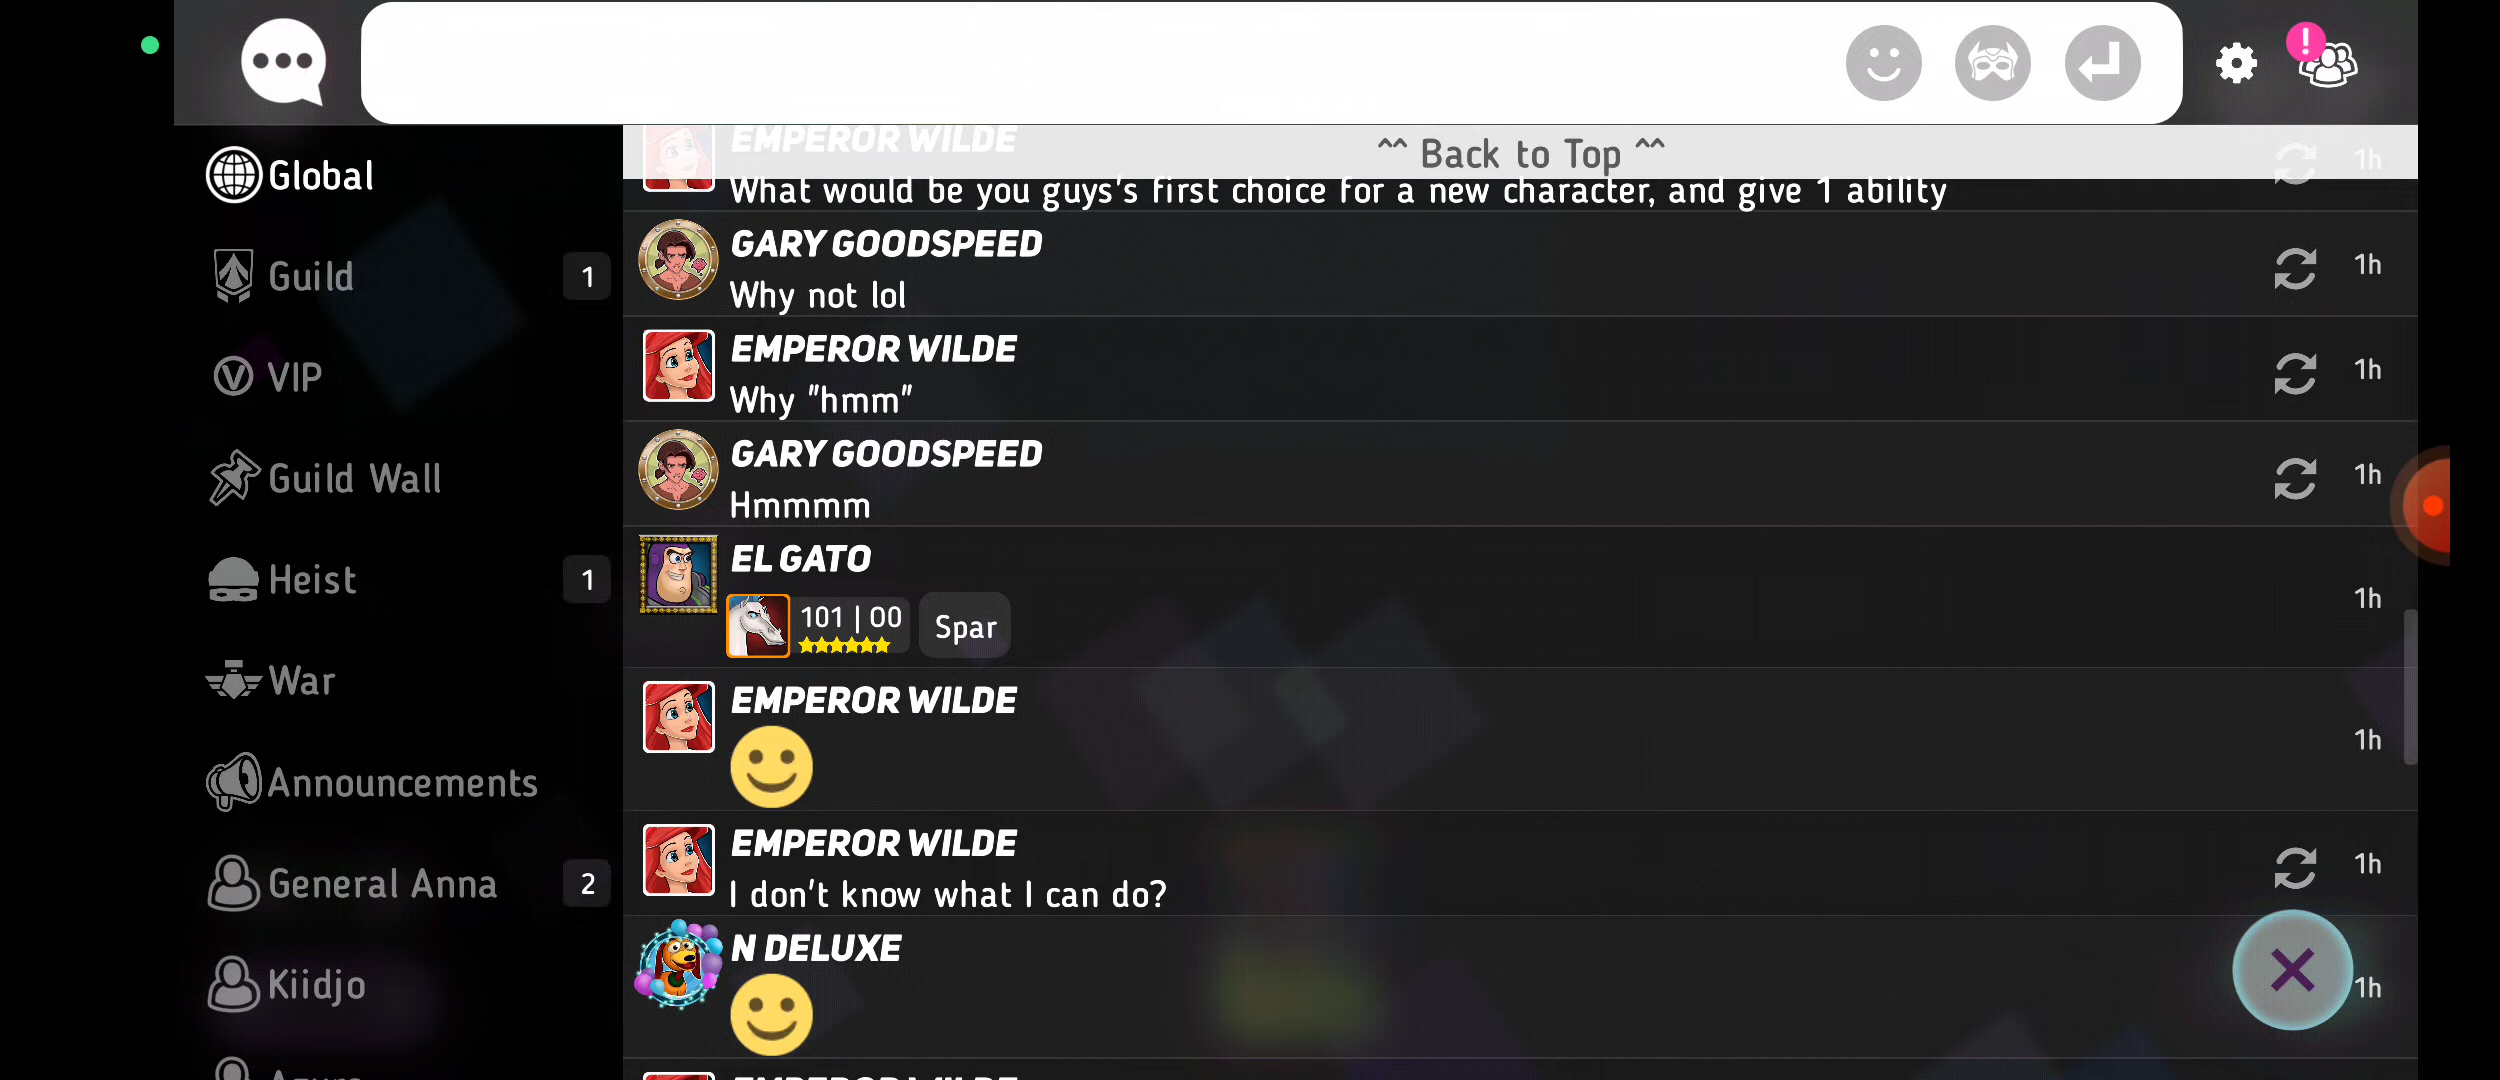 ^^ Back to Top ^^
Global
Guild
1
VIP
Guild Wall
Heist
1
War
Announcements
General Anna
2
Kiidjo
EMPEROR WILDE
1h
What would be you guys's first choice for a new character, and give 1 ability
GARY GOODSPEED
1h
Why not lol
EMPEROR WILDE
1h
Why "hmm"
GARY GOODSPEED
1h
Hmmmm
EL GATO
1h
101 | 00
Spar
EMPEROR WILDE
1h
EMPEROR WILDE
1h
I don't know what I can do?
N DELUXE
1h
EMPEROR WILDE